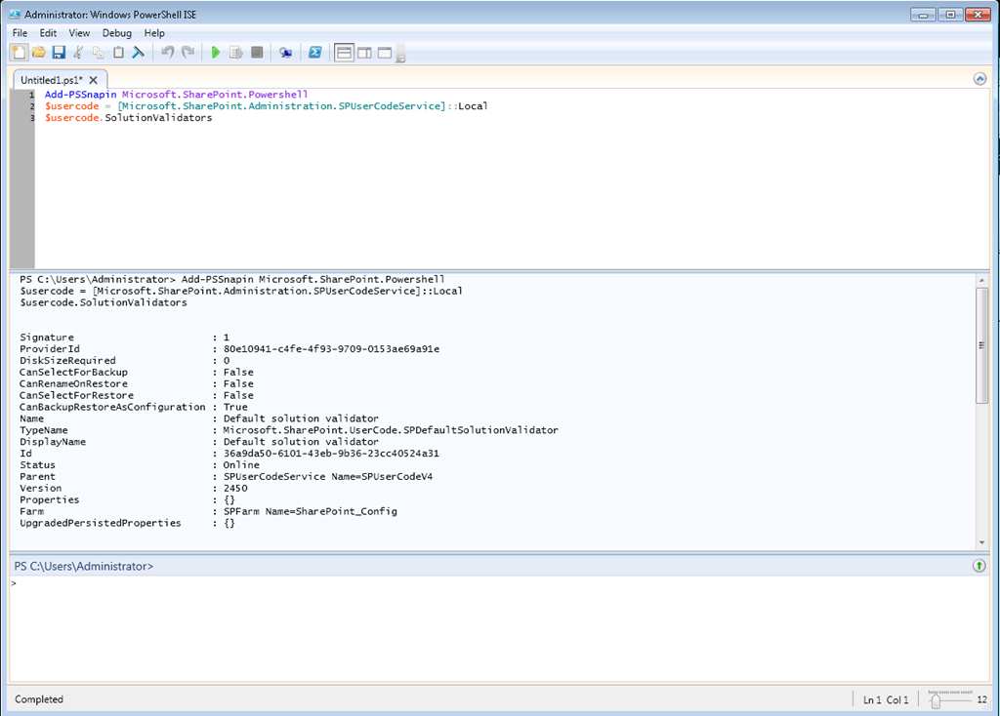 Administrator: Windows PowerShell ISE
File Edit View Debug Help
Untitled1.ps1*
1 Add-PSSnapin Microsoft.SharePoint.Powershell
2 $usercode = [Microsoft.SharePoint.Administration.SPUserCodeService]::Local
3 $usercode.SolutionValidators
PS C:\Users\Administrator> Add-PSSnapin Microsoft.SharePoint.Powershell
$usercode = [Microsoft.SharePoint.Administration.SPUserCodeService]::Local
$usercode.SolutionValidators
Signature : 1
ProviderId : 80e10941-c4fe-4f93-9709-0153ae69a91e
DiskSizeRequired : 0
CanSelectForBackup : False
CanRenameOnRestore : False
CanSelectForRestore : False
CanBackupRestoreAsConfiguration : True
Name : Default solution validator
TypeName : Microsoft.SharePoint.UserCode.SPDefaultSolutionValidator
DisplayName : Default solution validator
Id : 36a9da50-6101-43eb-9b36-23cc40524a31
Status : Online
Parent : SPUserCodeService Name=SPUserCodeV4
Version : 2450
Properties : {}
Farm : SPFarm Name=SharePoint_Config
UpgradedPersistedProperties : {}
PS C:\Users\Administrator>
>
Completed Ln 1 Col 1 12